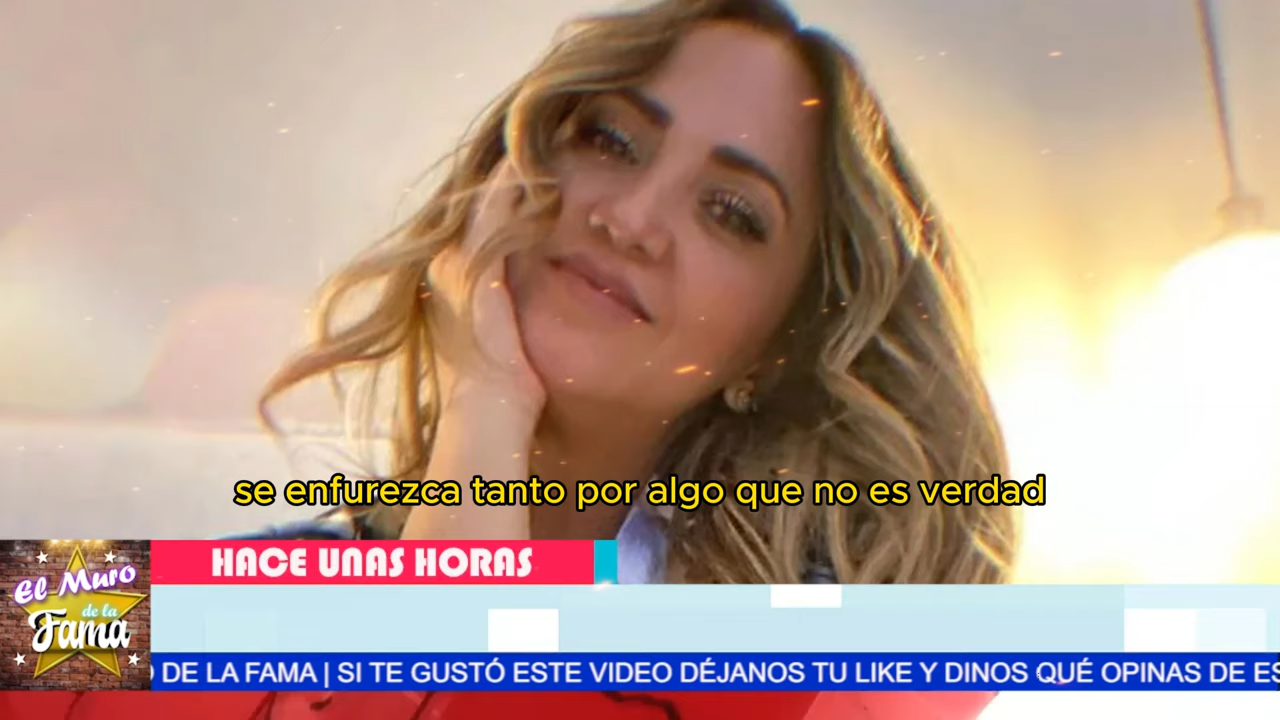 se enfurezca tanto por algo que no es verdad
HACE UNAS HORAS
El Muro
de la
Fama
DE LA FAMA | SI TE GUSTÓ ESTE VIDEO DÉJANOS TU LIKE Y DINOS QUÉ OPINAS DE